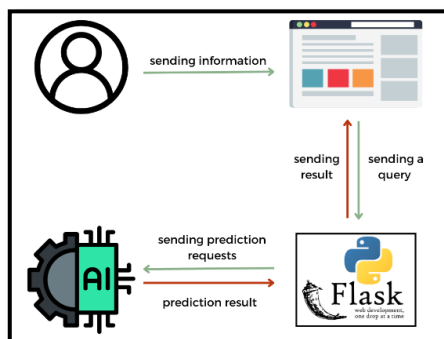 sending information
sending
result
sending a
query
sending prediction
requests
AI
prediction result
Flask
web development,
one drop at a time